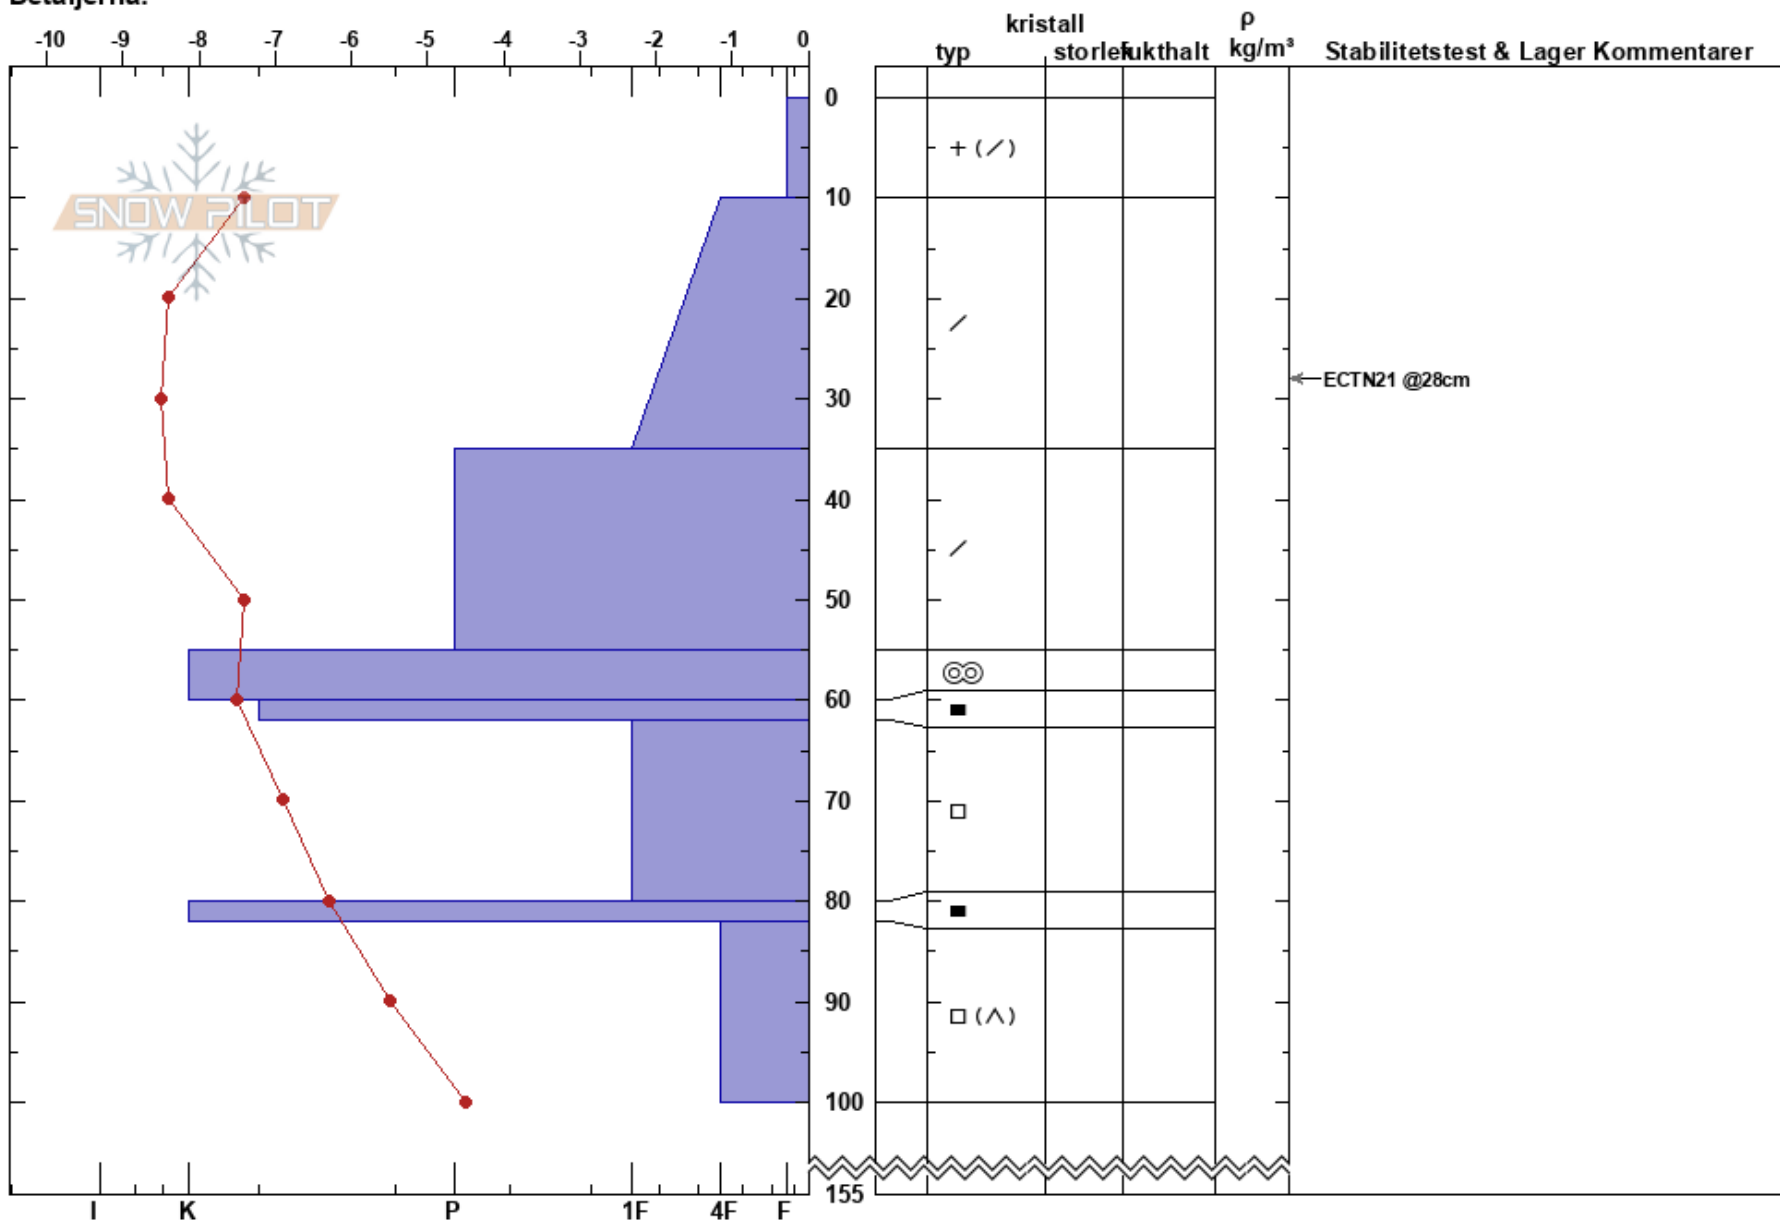 Detaljerna:
kristall ρ
-10 -9 -8 -7 -6 -5 -4 -3 -2 -1 0 typ storlek fukthalt kg/m³ Stabilitetstest & Lager Kommentarer
0
+ (/)
10
SNOW PILOT
20
/
ECTN21 @28cm
30
40
/
50
60
70
80
90
(^)
100
155
I K P 1F 4F F